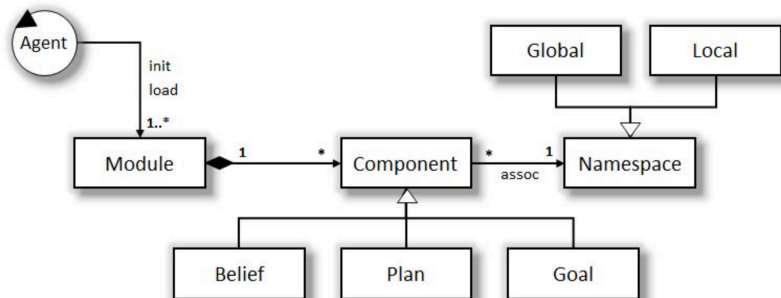 Agent
Global
Local
init
load
1..*
Module
1
*
Component
*
1
assoc
Namespace
Belief
Plan
Goal